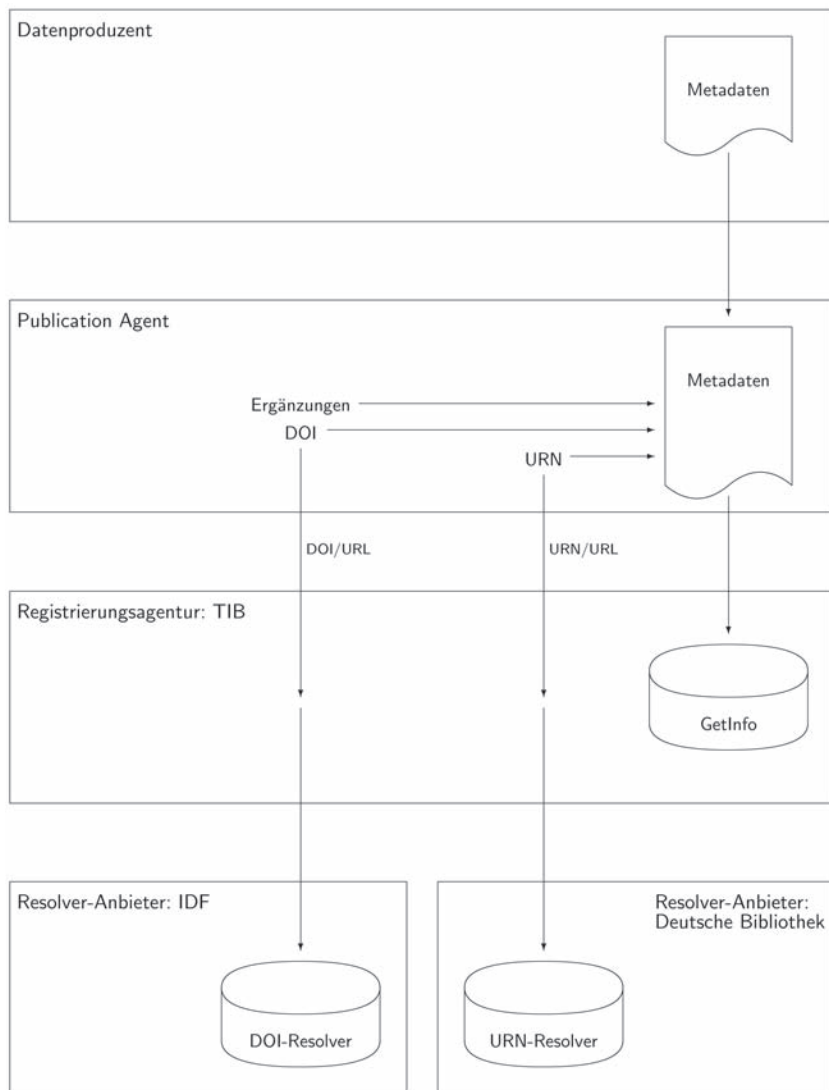 Datenproduzent
Metadaten
Publication Agent
Metadaten
Ergänzungen
DOI
URN
DOI/URL
URN/URL
Registrierungsagentur: TIB
GetInfo
Resolver-Anbieter: IDF
Resolver-Anbieter:
Deutsche Bibliothek
DOI-Resolver
URN-Resolver